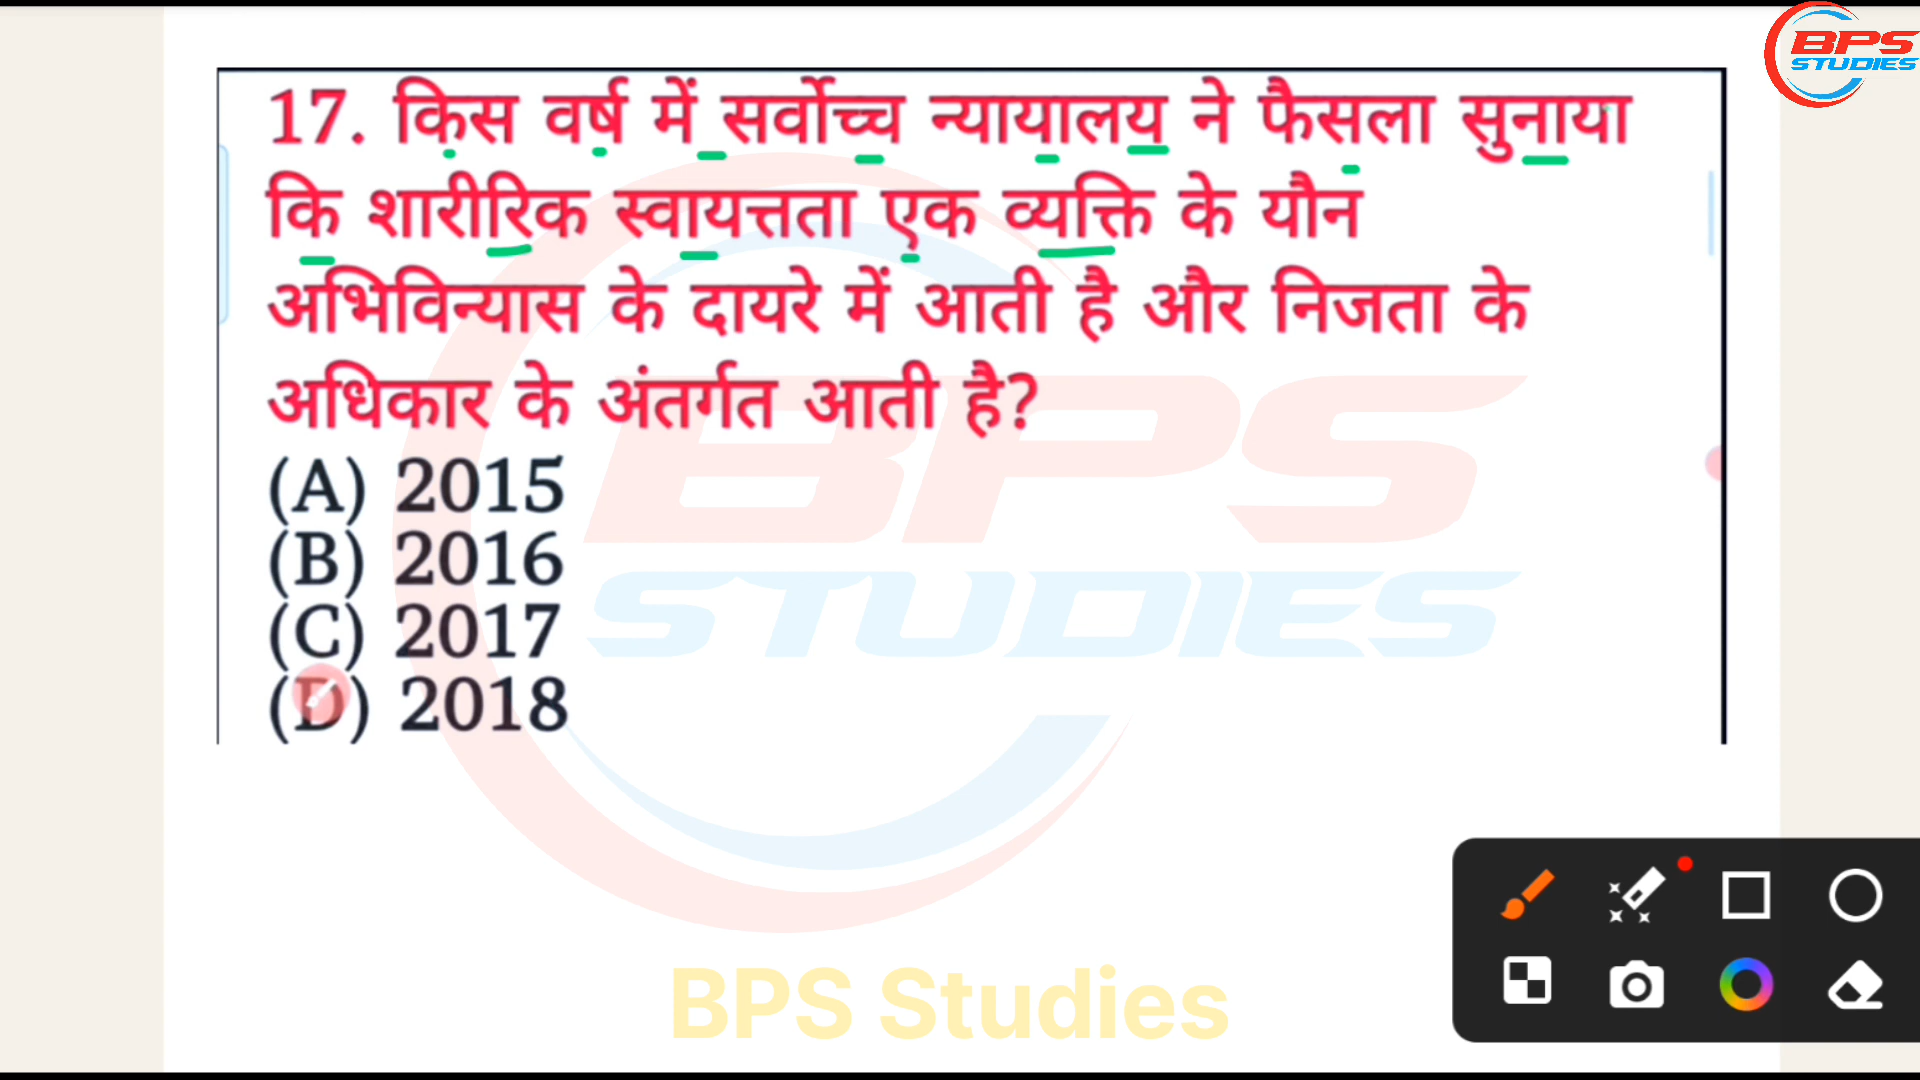 BPS
STUDIES
17. किस वर्ष में सर्वोच्च न्यायालय ने फैसला सुनाया
कि शारीरिक स्वायत्तता एक व्यक्ति के यौन
अभिविन्यास के दायरे में आती है और निजता के
अधिकार के अंतर्गत आती है?
(A) 2015
(B) 2016
(C) 2017
(D) 2018
BPS
STUDIES
BPS Studies